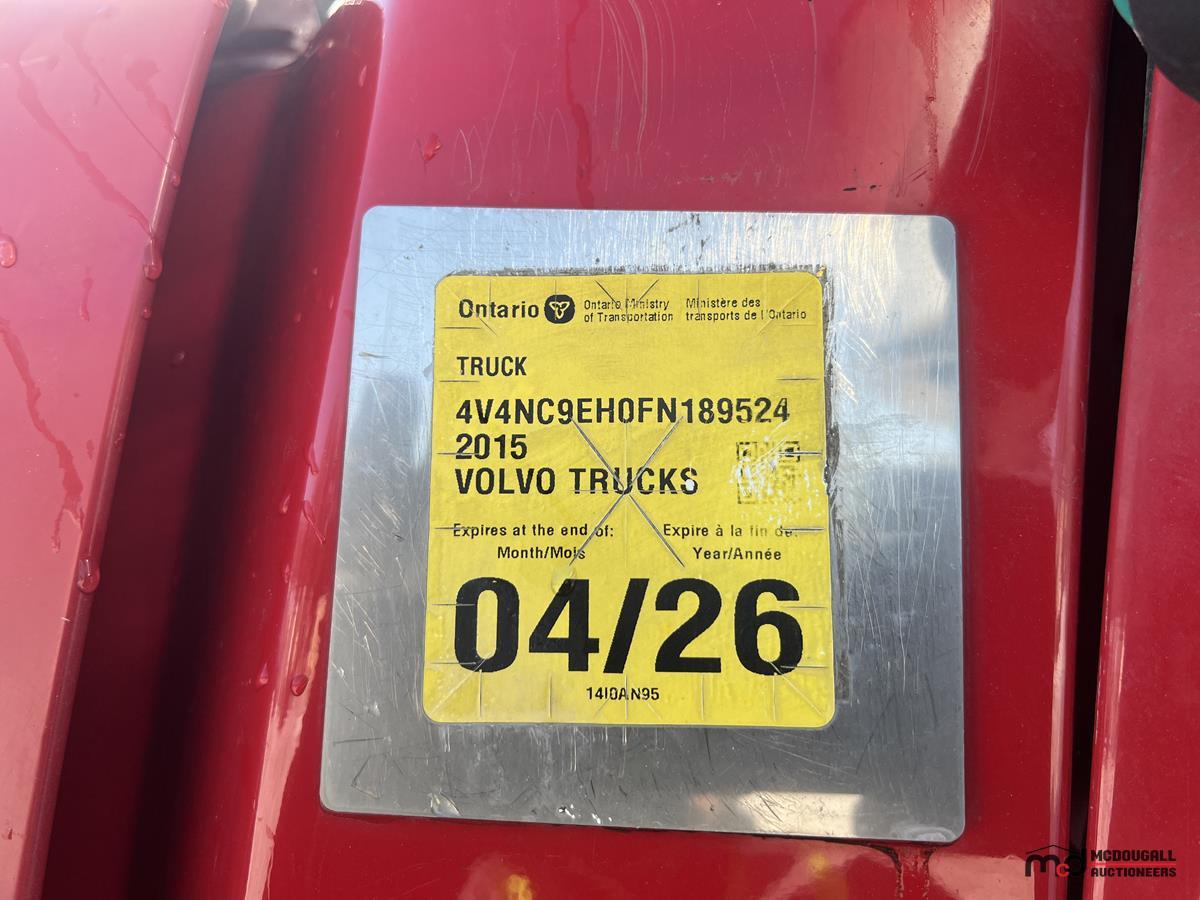 Ontario
Ontario Ministry
of Transportation
Ministère des
transports de l'Ontario
TRUCK
4V4NC9EH0FN189524
2015
VOLVO TRUCKS
Expires at the end of:
Expire à la fin de:
Month/Mois
Year/Année
04/26
14I0AN95
mcd MCDOUGALL
AUCTIONEERS